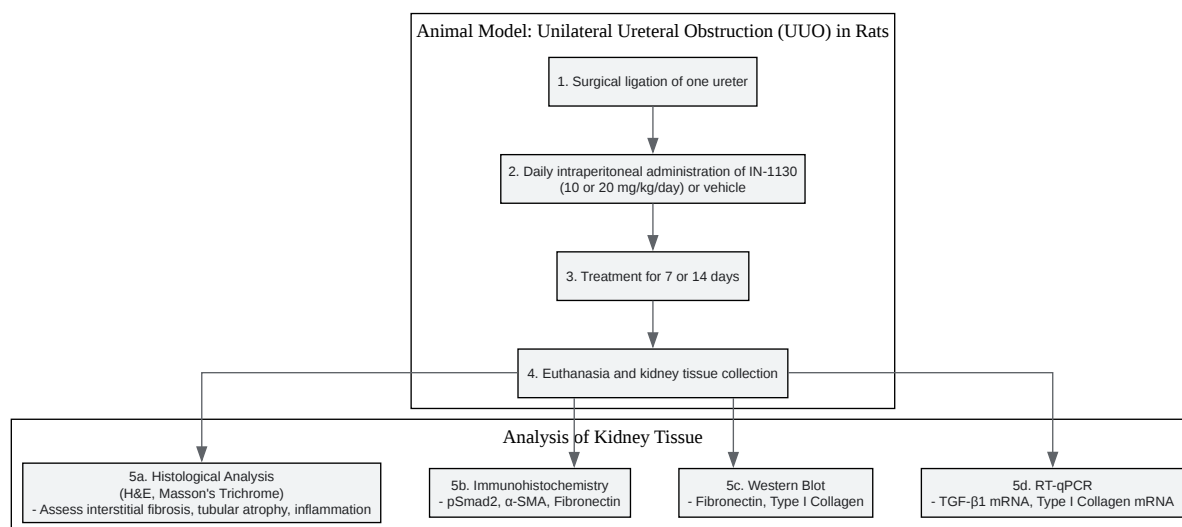 Animal Model: Unilateral Ureteral Obstruction (UUO) in Rats
1. Surgical ligation of one ureter
2. Daily intraperitoneal administration of IN-1130
(10 or 20 mg/kg/day) or vehicle
3. Treatment for 7 or 14 days
4. Euthanasia and kidney tissue collection
Analysis of Kidney Tissue
5a. Histological Analysis
(H&E, Masson's Trichrome)
- Assess interstitial fibrosis, tubular atrophy, inflammation
5b. Immunohistochemistry
- pSmad2, α-SMA, Fibronectin
5c. Western Blot
- Fibronectin, Type I Collagen
5d. RT-qPCR
- TGF-β1 mRNA, Type I Collagen mRNA